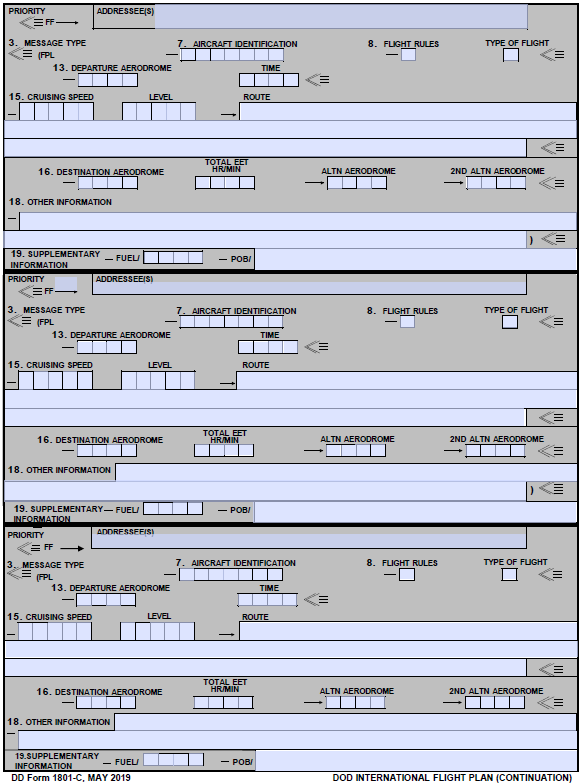 PRIORITY ADDRESSEE(S)
FF
3. MESSAGE TYPE 7. AIRCRAFT IDENTIFICATION 8. FLIGHT RULES TYPE OF FLIGHT
(FPL
13. DEPARTURE AERODROME TIME
15. CRUISING SPEED LEVEL ROUTE
TOTAL EET
16. DESTINATION AERODROME HR/MIN ALTN AERODROME 2ND ALTN AERODROME
18. OTHER INFORMATION
)
19. SUPPLEMENTARY — FUEL/ — POB/
INFORMATION
PRIORITY ADDRESSEE(S)
FF
3. MESSAGE TYPE 7. AIRCRAFT IDENTIFICATION 8. FLIGHT RULES TYPE OF FLIGHT
(FPL
13. DEPARTURE AERODROME TIME
15. CRUISING SPEED LEVEL ROUTE
TOTAL EET
16. DESTINATION AERODROME HR/MIN ALTN AERODROME 2ND ALTN AERODROME
18. OTHER INFORMATION
)
19. SUPPLEMENTARY — FUEL/ — POB/
INFORMATION
PRIORITY ADDRESSEE(S)
FF
3. MESSAGE TYPE 7. AIRCRAFT IDENTIFICATION 8. FLIGHT RULES TYPE OF FLIGHT
(FPL
13. DEPARTURE AERODROME TIME
15. CRUISING SPEED LEVEL ROUTE
TOTAL EET
16. DESTINATION AERODROME HR/MIN ALTN AERODROME 2ND ALTN AERODROME
18. OTHER INFORMATION
19.SUPPLEMENTARY — FUEL/ — POB/
INFORMATION
DD Form 1801-C, MAY 2019 DOD INTERNATIONAL FLIGHT PLAN (CONTINUATION)